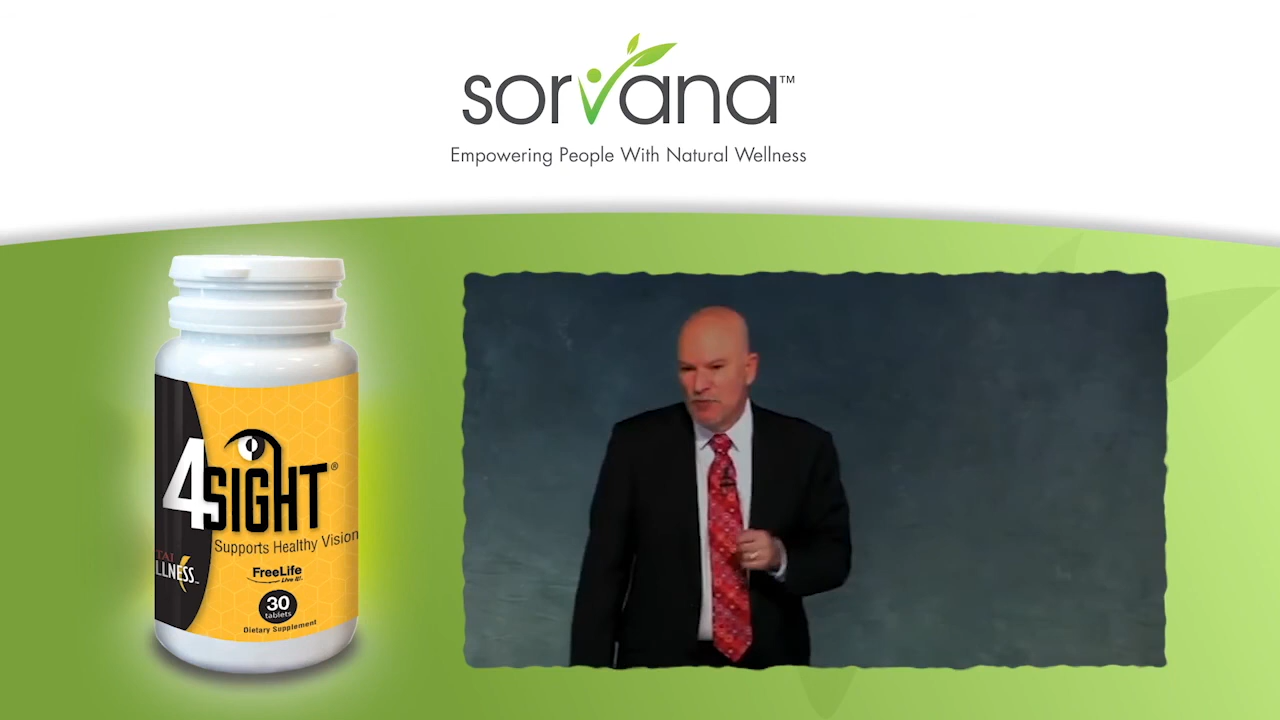 sorvana™
Empowering People With Natural Wellness
4SIGHT®
Supports Healthy Vision
FreeLife
Live It!
30
tablets
Dietary Supplement